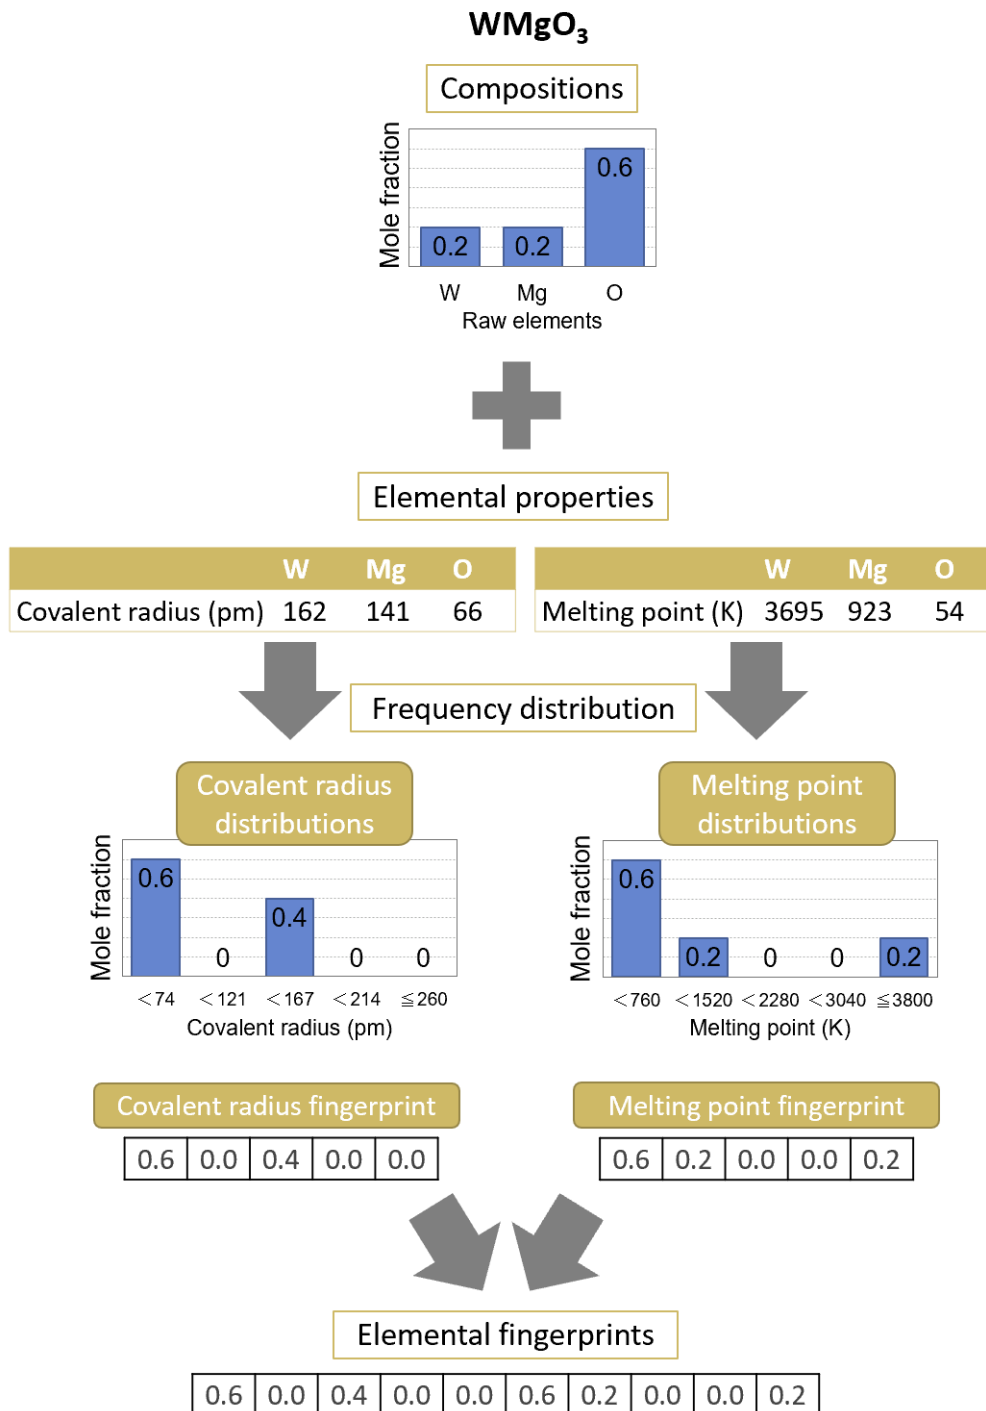 WMgO₃
Compositions
Mole fraction
0.2 0.2 0.6
W Mg O
Raw elements
Elemental properties
W Mg O
Covalent radius (pm) 162 141 66
W Mg O
Melting point (K) 3695 923 54
Frequency distribution
Covalent radius
distributions
Mole fraction
0.6 0 0.4 0 0
<74 <121 <167 <214 ≦260
Covalent radius (pm)
Melting point
distributions
Mole fraction
0.6 0.2 0 0 0.2
<760 <1520 <2280 <3040 ≦3800
Melting point (K)
Covalent radius fingerprint
0.6 0.0 0.4 0.0 0.0
Melting point fingerprint
0.6 0.2 0.0 0.0 0.2
Elemental fingerprints
0.6 0.0 0.4 0.0 0.0 0.6 0.2 0.0 0.0 0.2